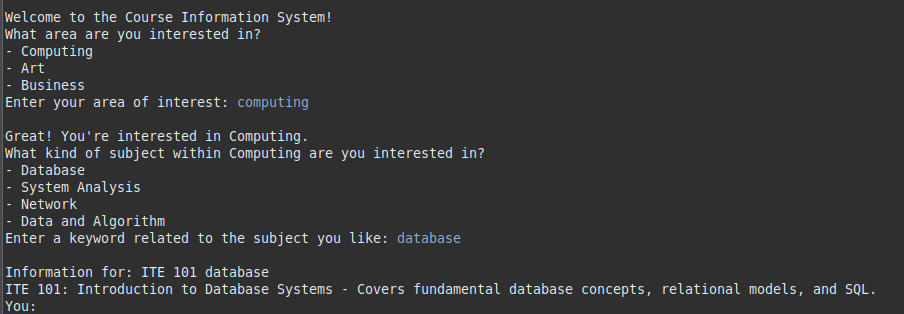 Welcome to the Course Information System!
What area are you interested in?
- Computing
- Art
- Business
Enter your area of interest: computing
Great! You're interested in Computing.
What kind of subject within Computing are you interested in?
- Database
- System Analysis
- Network
- Data and Algorithm
Enter a keyword related to the subject you like: database
Information for: ITE 101 database
ITE 101: Introduction to Database Systems - Covers fundamental database concepts, relational models, and SQL.
You: